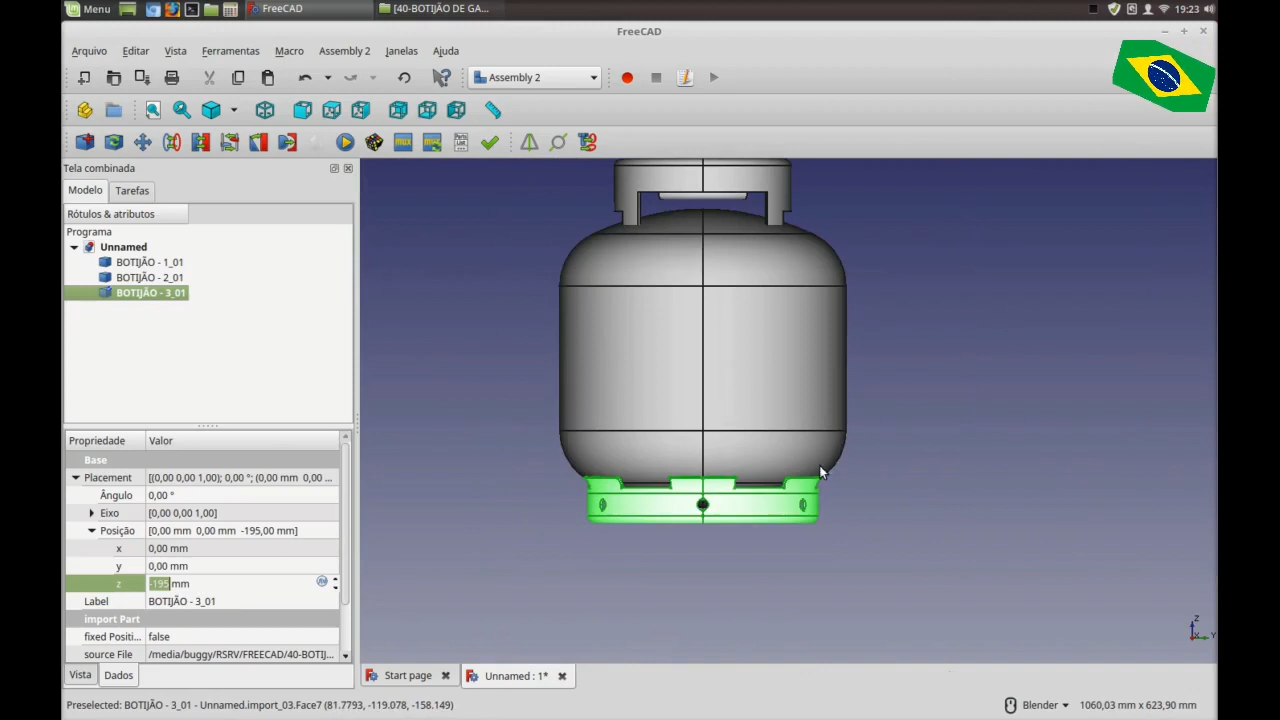 Menu
FreeCAD
[40-BOTIJÃO DE GA...
19:23
FreeCAD
Arquivo Editar Vista Ferramentas Macro Assembly 2 Janelas Ajuda
Assembly 2
Tela combinada
Modelo Tarefas
Rótulos & atributos
Programa
Unnamed
BOTIJÃO - 1_01
BOTIJÃO - 2_01
BOTIJÃO - 3_01
Propriedade Valor
Base
Placement [(0,00 0,00 1,00); 0,00 °; (0,00 mm 0,00 ...
Ângulo 0,00 °
Eixo [0,00 0,00 1,00]
Posição [0,00 mm 0,00 mm -195,00 mm]
x 0,00 mm
y 0,00 mm
z -195 mm
Label BOTIJÃO - 3_01
import Part
fixed Positi... false
source File /media/buggy/RSRV/FREECAD/40-BOTIJ...
Vista Dados
Z
X Y
Start page
Unnamed : 1*
Preselected: BOTIJÃO - 3_01 - Unnamed.import_03.Face7 (81.7793, -119.078, -158.149)
Blender
1060,03 mm x 623,90 mm